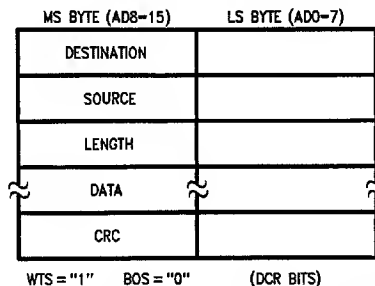 MS BYTE (AD8-15) LS BYTE (AD0-7)
DESTINATION
SOURCE
LENGTH
DATA
CRC
WTS = "1" BOS = "0" (DCR BITS)